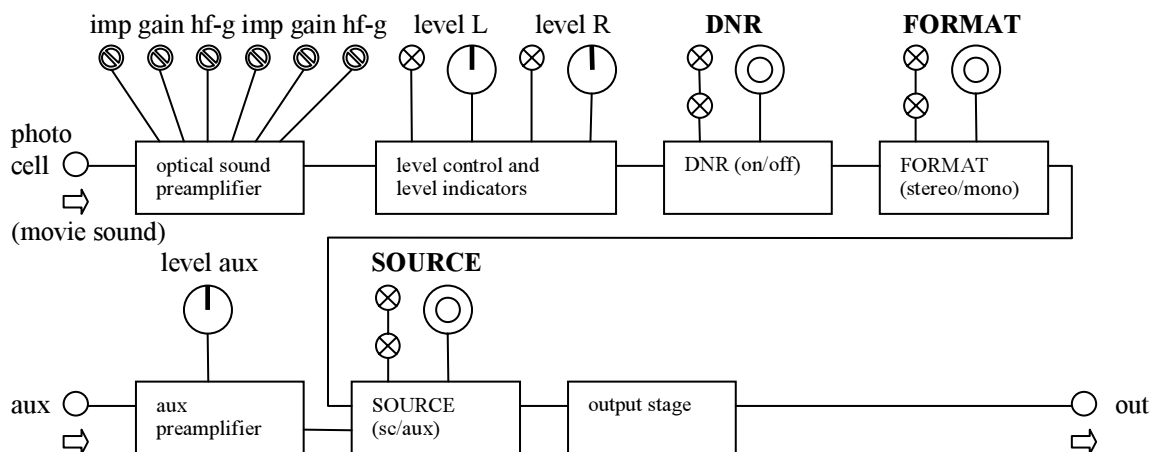 imp gain hf-g imp gain hf-g level L level R DNR FORMAT
photo
cell
optical sound
preamplifier
level control and
level indicators
DNR (on/off)
FORMAT
(stereo/mono)
(movie sound)
level aux SOURCE
aux
aux
preamplifier
SOURCE
(sc/aux)
output stage
out